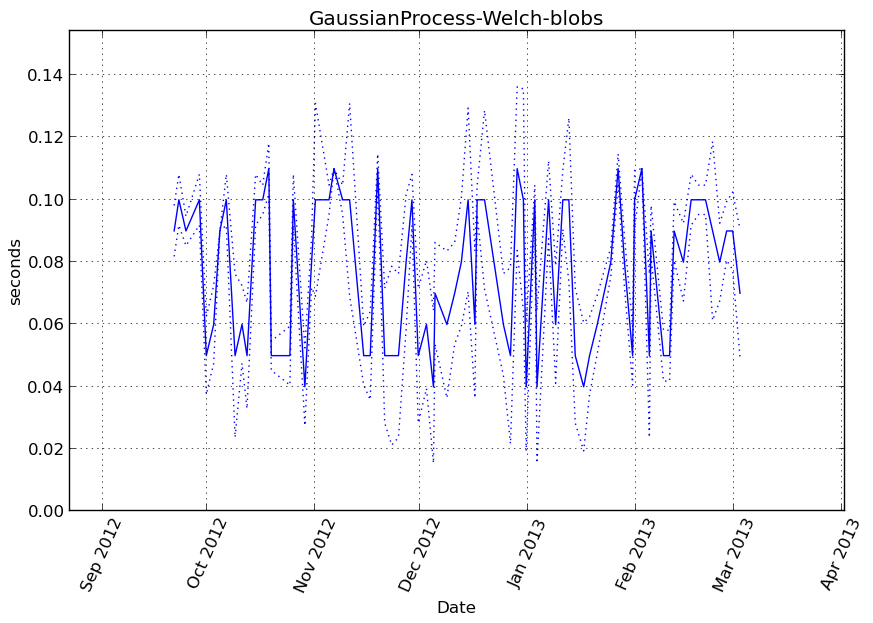 GaussianProcess-Welch-blobs
0.14
0.12
0.10
0.08
0.06
0.04
0.02
0.00
seconds
Sep 2012
Oct 2012
Nov 2012
Dec 2012
Jan 2013
Feb 2013
Mar 2013
Apr 2013
Date